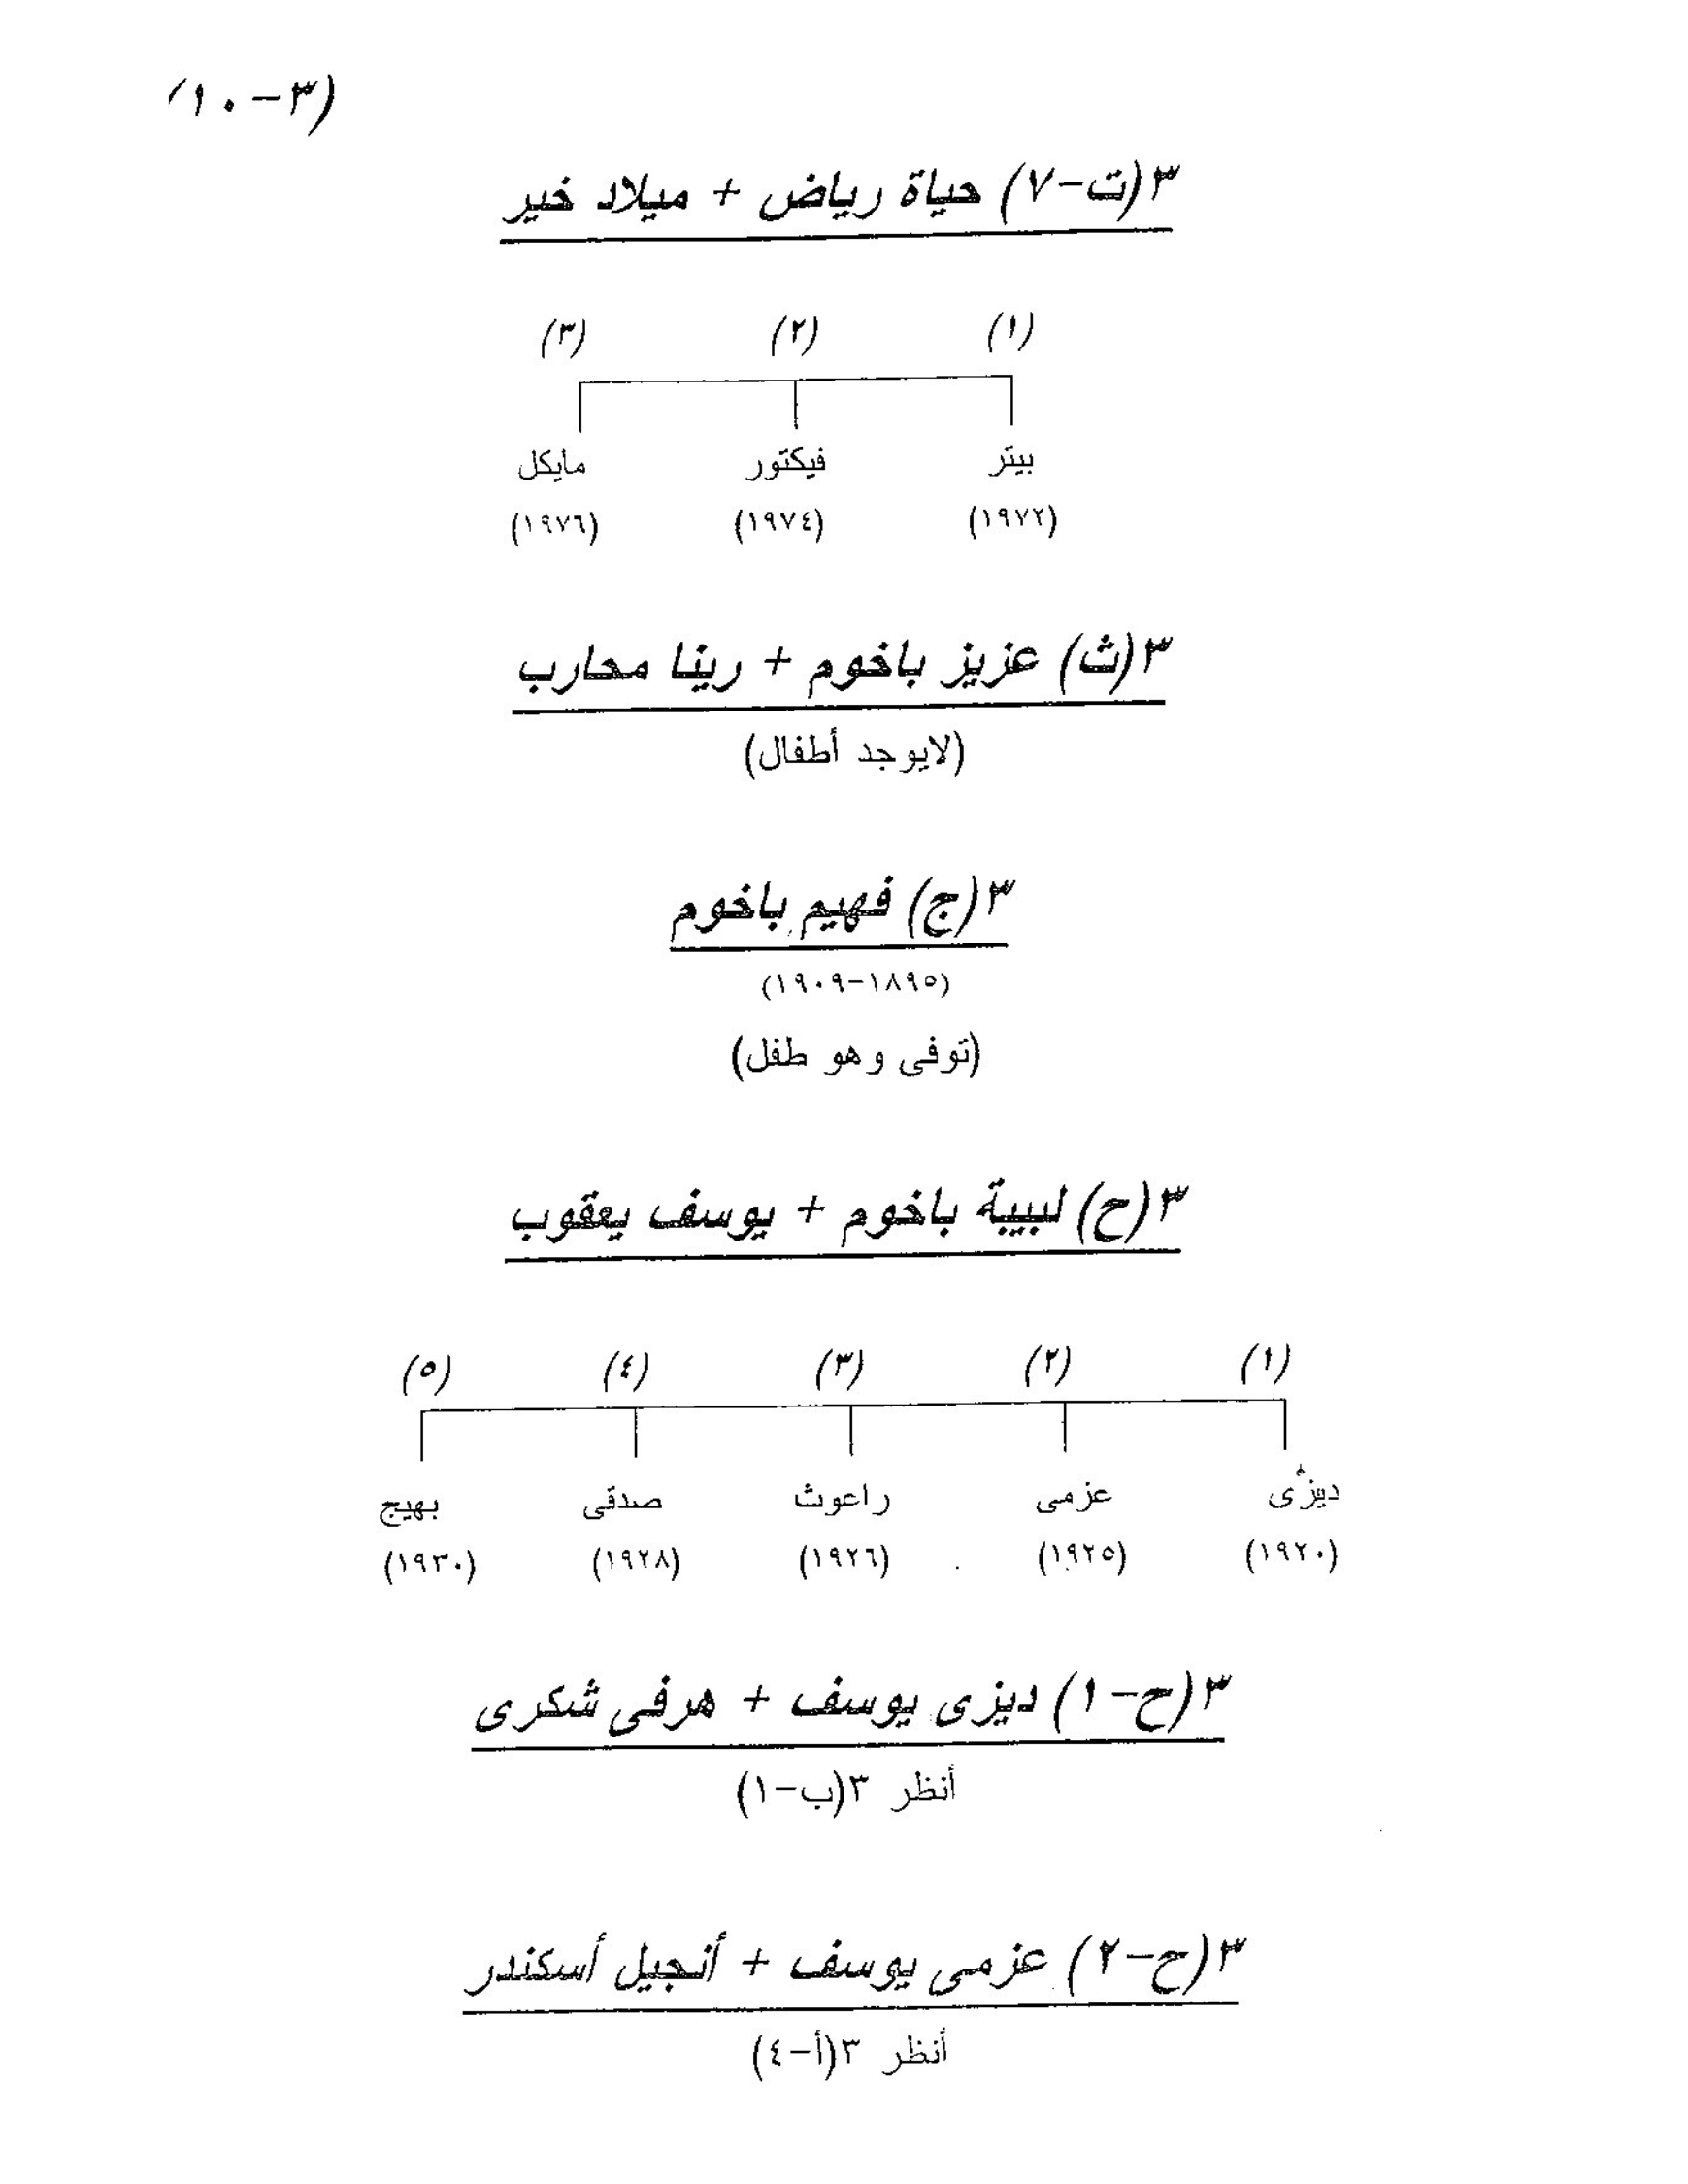 (٣-١٠)
٣(ت-٧) حياة رياض + ميلاد خير
(١) (٢) (٣)
بيتر فيكتور مايكل
(١٩٧٢) (١٩٧٤) (١٩٧٦)
٣(ث) عزيز باخوم + رينا محارب
(لايوجد أطفال)
٣(ج) فهيم باخوم
(١٨٩٥-١٩٠٩)
(توفى وهو طفل)
٣(ح) لبيبة باخوم + يوسف يعقوب
(١) (٢) (٣) (٤) (٥)
ديزى عزمى راعوث صدقى بهيج
(١٩٢٠) (١٩٢٥) (١٩٢٦) (١٩٢٨) (١٩٣٠)
٣(ح-١) ديزى يوسف + هرفى شكرى
أنظر ٣(ب-١)
٣(ح-٢) عزمى يوسف + أنجيل أسكندر
أنظر ٣(أ-٤)